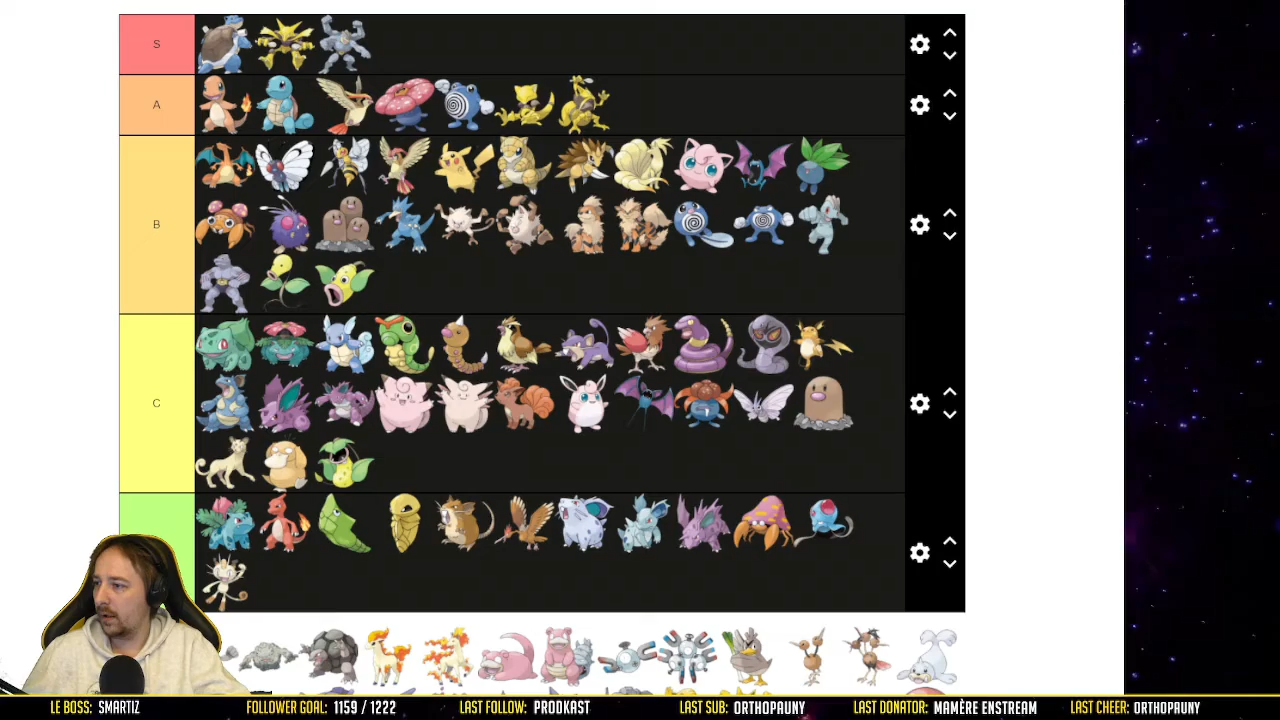 S
A
B
C
LE BOSS: SMARTIZ FOLLOWER GOAL: 1159 / 1222 LAST FOLLOW: PRODKAST LAST SUB: ORTHOPAUNY LAST DONATOR: MAMÈRE ENSTREAM LAST CHEER: ORTHOPAUNY